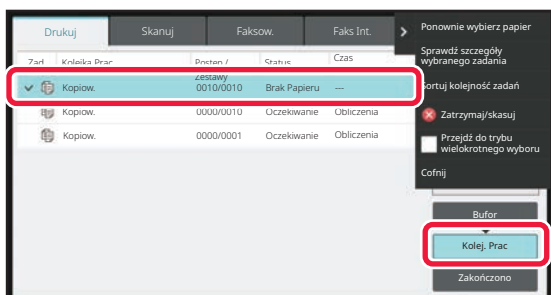 Drukuj
Skanuj
Faksow.
Faks Int.
Zad
Kolejka Prac
Posten /
Zestawy
Status
Czas
Kopiow.
0010/0010
Brak Papieru
---
Kopiow.
0000/0010
Oczekiwanie
Obliczenia
Kopiow.
0000/0001
Oczekiwanie
Obliczenia
Ponownie wybierz papier
Sprawdź szczegóły
wybranego zadania
Sortuj kolejność zadań
Zatrzymaj/skasuj
Przejdź do trybu
wielokrotnego wyboru
Cofnij
Bufor
Kolej. Prac
Zakończono